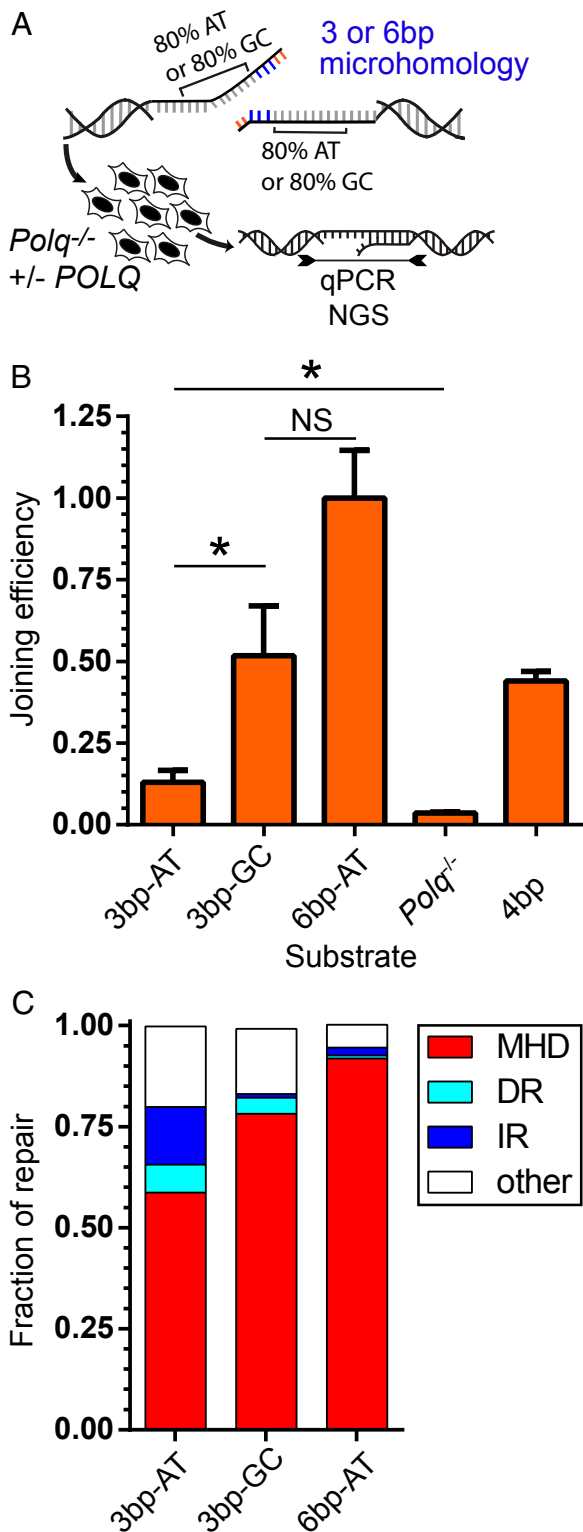 A
80% AT
or 80% GC
3 or 6bp
microhomology
80% AT
or 80% GC
Polq-/-
+/- POLQ
qPCR
NGS
B
*
NS
*
1.25
1.00
0.75
0.50
0.25
0.00
Joining efficiency
3bp-AT
3bp-GC
6bp-AT
Polq-/-
4bp
Substrate
C
1.00
0.75
0.50
0.25
0.00
Fraction of repair
MHD
DR
IR
other
3bp-AT
3bp-GC
6bp-AT